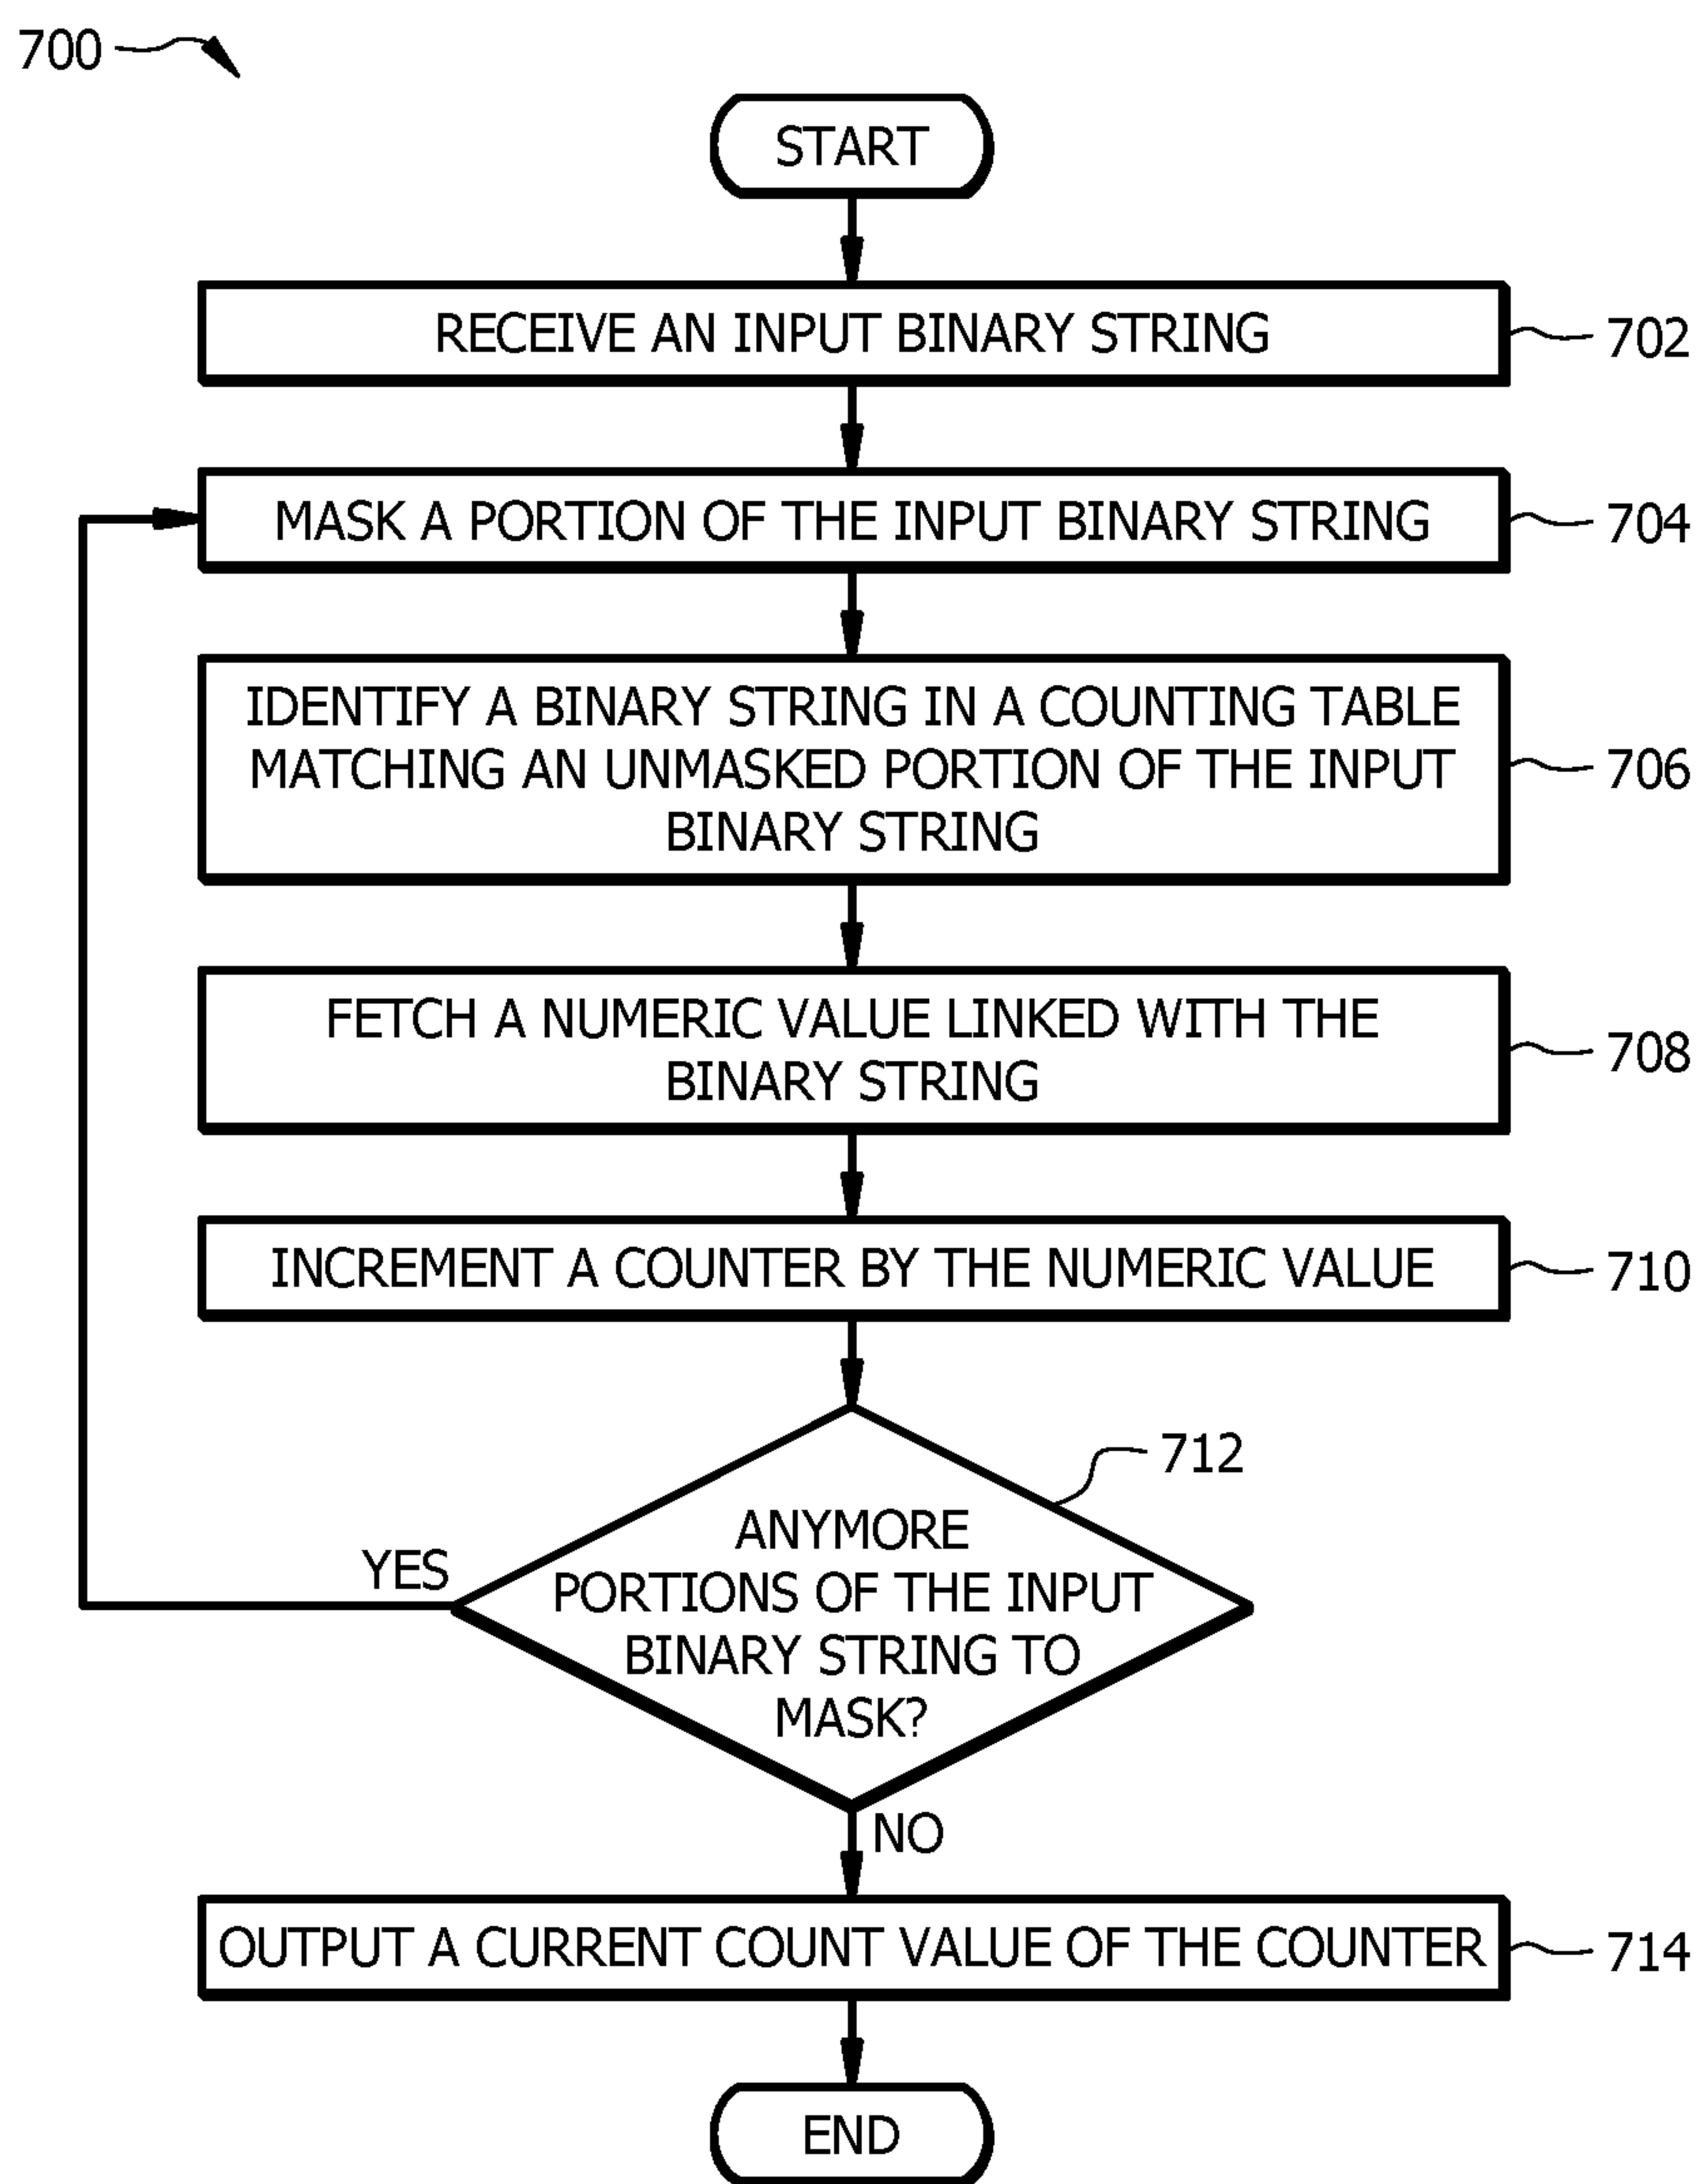 700
START
RECEIVE AN INPUT BINARY STRING
702
MASK A PORTION OF THE INPUT BINARY STRING
704
IDENTIFY A BINARY STRING IN A COUNTING TABLE
MATCHING AN UNMASKED PORTION OF THE INPUT
BINARY STRING
706
FETCH A NUMERIC VALUE LINKED WITH THE
BINARY STRING
708
INCREMENT A COUNTER BY THE NUMERIC VALUE
710
712
ANYMORE
PORTIONS OF THE INPUT
BINARY STRING TO
MASK?
YES
NO
OUTPUT A CURRENT COUNT VALUE OF THE COUNTER
714
END